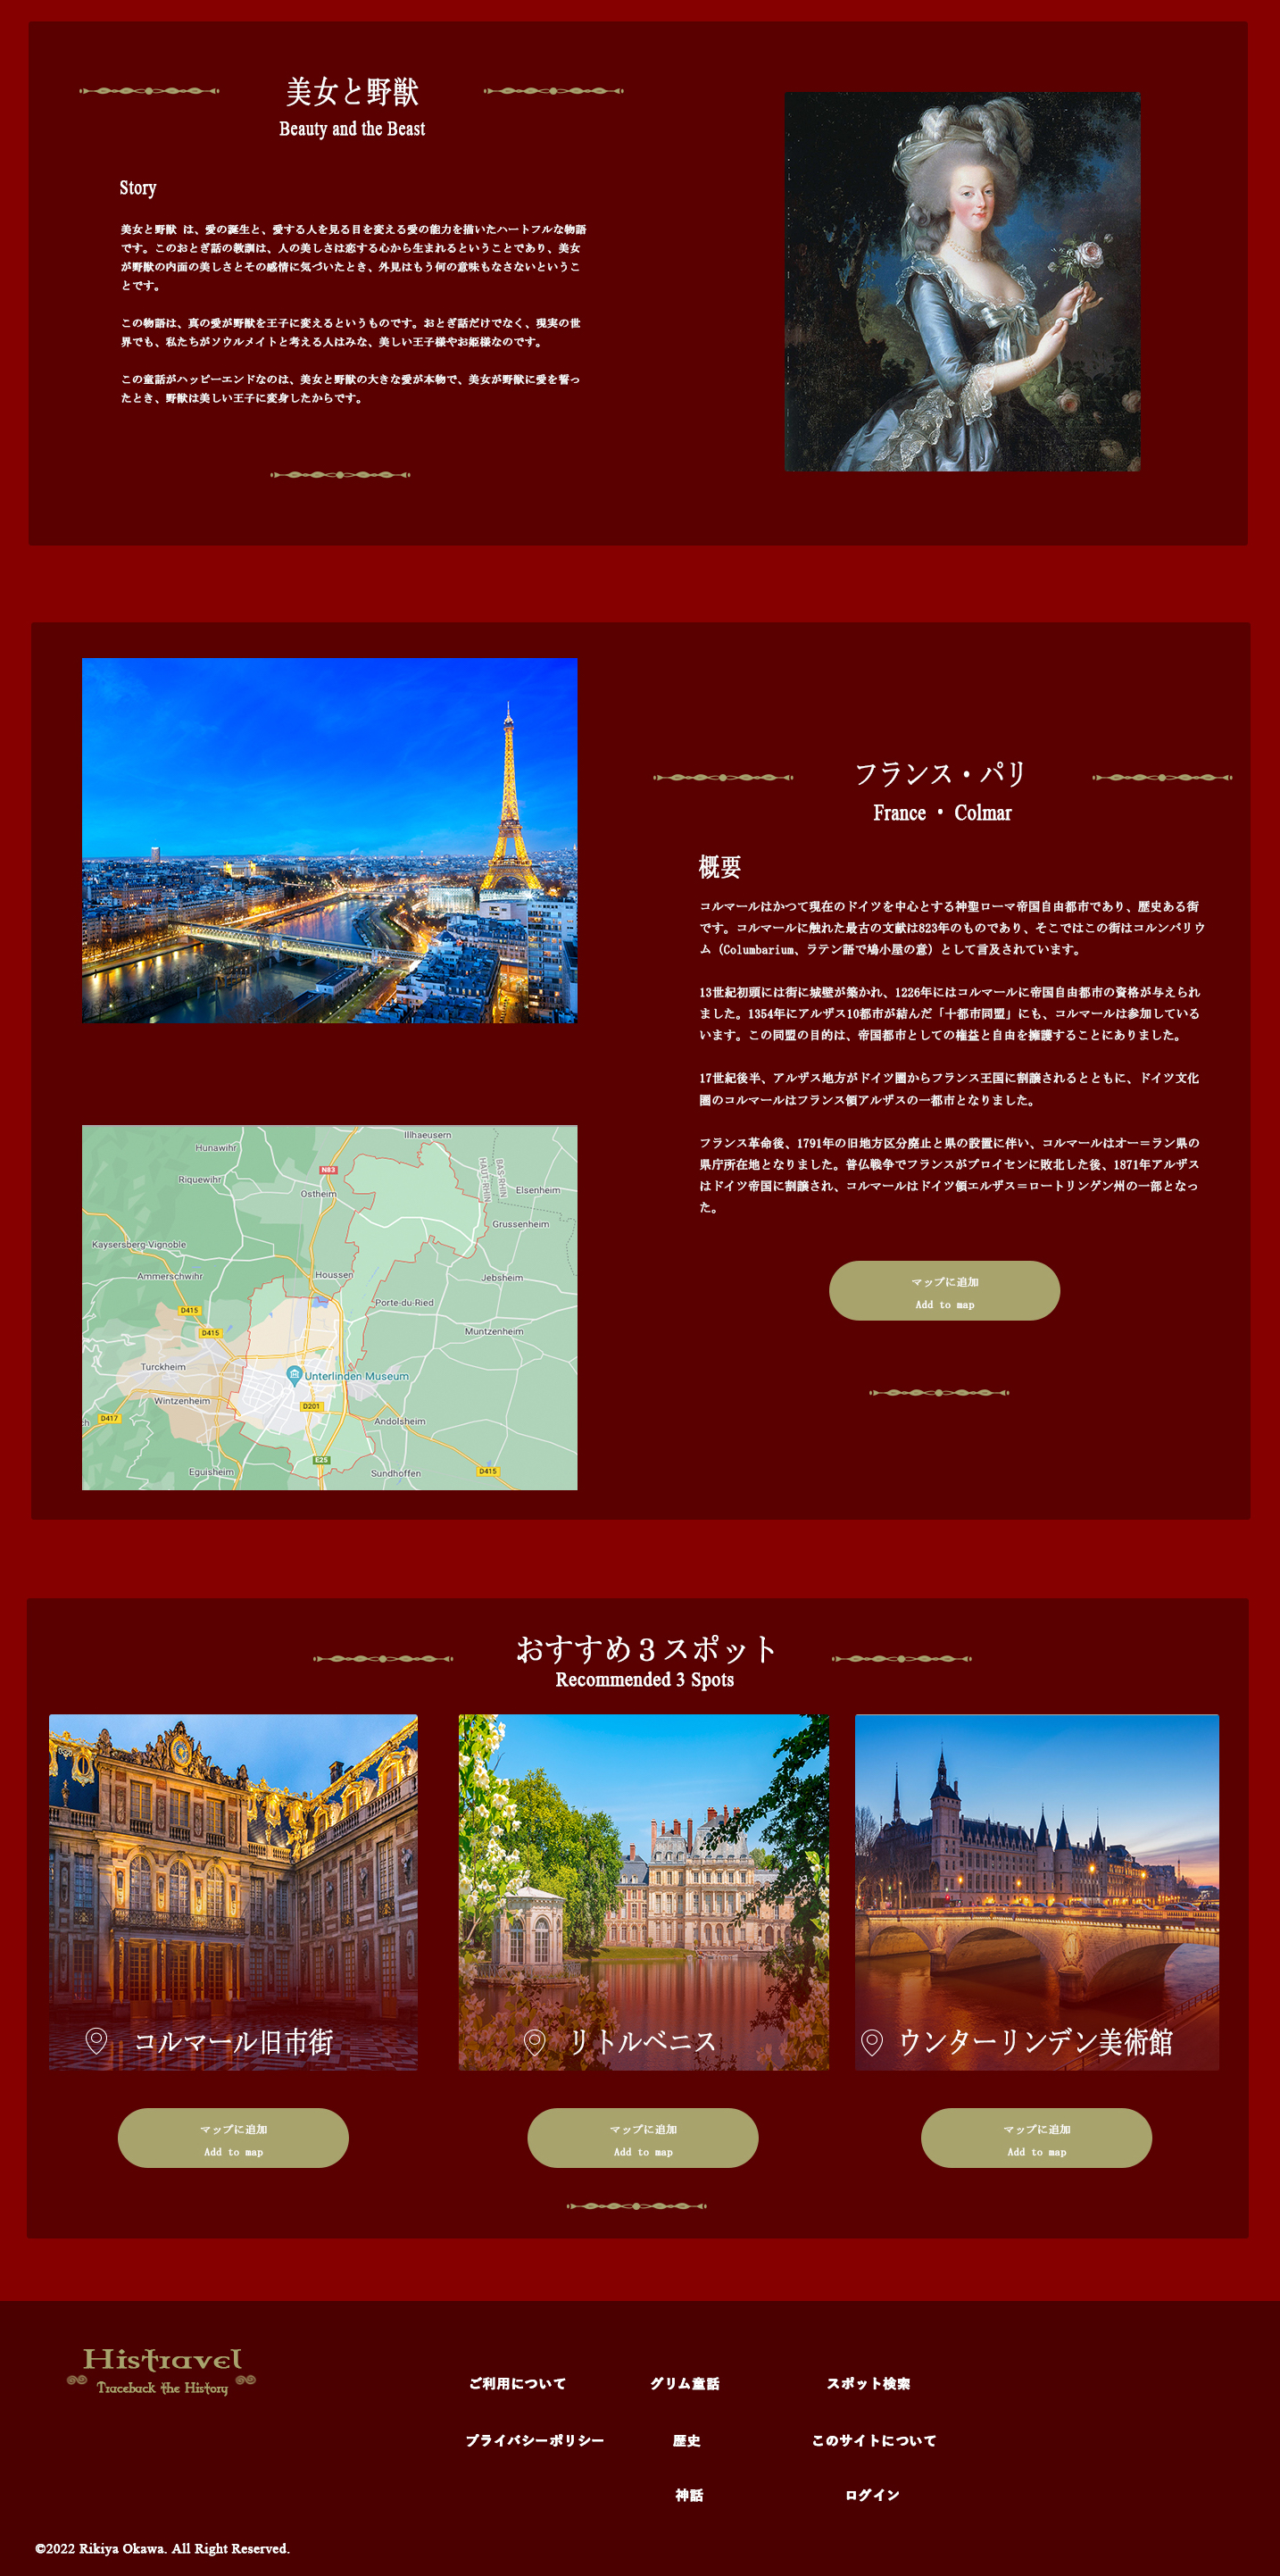 美女と野獣
Beauty and the Beast
Story
美女と野獣 は、愛の誕生と、愛する人を見る目を変える愛の能力を描いたハートフルな物語
です。このおとぎ話の教訓は、人の美しさは恋する心から生まれるということであり、美女
が野獣の内面の美しさとその感情に気づいたとき、外見はもう何の意味もなさないというこ
とです。
この物語は、真の愛が野獣を王子に変えるというものです。おとぎ話だけでなく、現実の世
界でも、私たちがソウルメイトと考える人はみな、美しい王子様やお姫様なのです。
この童話がハッピーエンドなのは、美女と野獣の大きな愛が本物で、美女が野獣に愛を誓っ
たとき、野獣は美しい王子に変身したからです。
フランス・パリ
France ・ Colmar
概要
コルマールはかつて現在のドイツを中心とする神聖ローマ帝国自由都市であり、歴史ある街
です。コルマールに触れた最古の文献は823年のものであり、そこではこの街はコルンバリウ
ム（Columbarium、ラテン語で鳩小屋の意）として言及されています。
13世紀初頭には街に城壁が築かれ、1226年にはコルマールに帝国自由都市の資格が与えられ
ました。1354年にアルザス10都市が結んだ「十都市同盟」にも、コルマールは参加している
います。この同盟の目的は、帝国都市としての権益と自由を擁護することにありました。
17世紀後半、アルザス地方がドイツ圏からフランス王国に割譲されるとともに、ドイツ文化
圏のコルマールはフランス領アルザスの一都市となりました。
フランス革命後、1791年の旧地方区分廃止と県の設置に伴い、コルマールはオー＝ラン県の
県庁所在地となりました。普仏戦争でフランスがプロイセンに敗北した後、1871年アルザス
はドイツ帝国に割譲され、コルマールはドイツ領エルザス＝ロートリンゲン州の一部となっ
た。
マップに追加
Add to map
Illhaeusern
Hunawihr
N83
HAUT-RHIN
BAS-RHIN
Riquewihr
Ostheim
Elsenheim
Grussenheim
Kaysersberg-Vignoble
Ammerschwihr
Houssen
Jebsheim
D415
Porte-du-Ried
D415
Muntzenheim
Turckheim
Unterlinden Museum
Wintzenheim
D201
D417
Andolsheim
E25
Eguisheim
Sundhoffen
D415
おすすめ３スポット
Recommended 3 Spots
コルマール旧市街
リトルベニス
ウンターリンデン美術館
マップに追加
Add to map
マップに追加
Add to map
マップに追加
Add to map
Histravel
Traceback the History
ご利用について
グリム童話
スポット検索
プライバシーポリシー
歴史
このサイトについて
神話
ログイン
©2022 Rikiya Okawa. All Right Reserved.